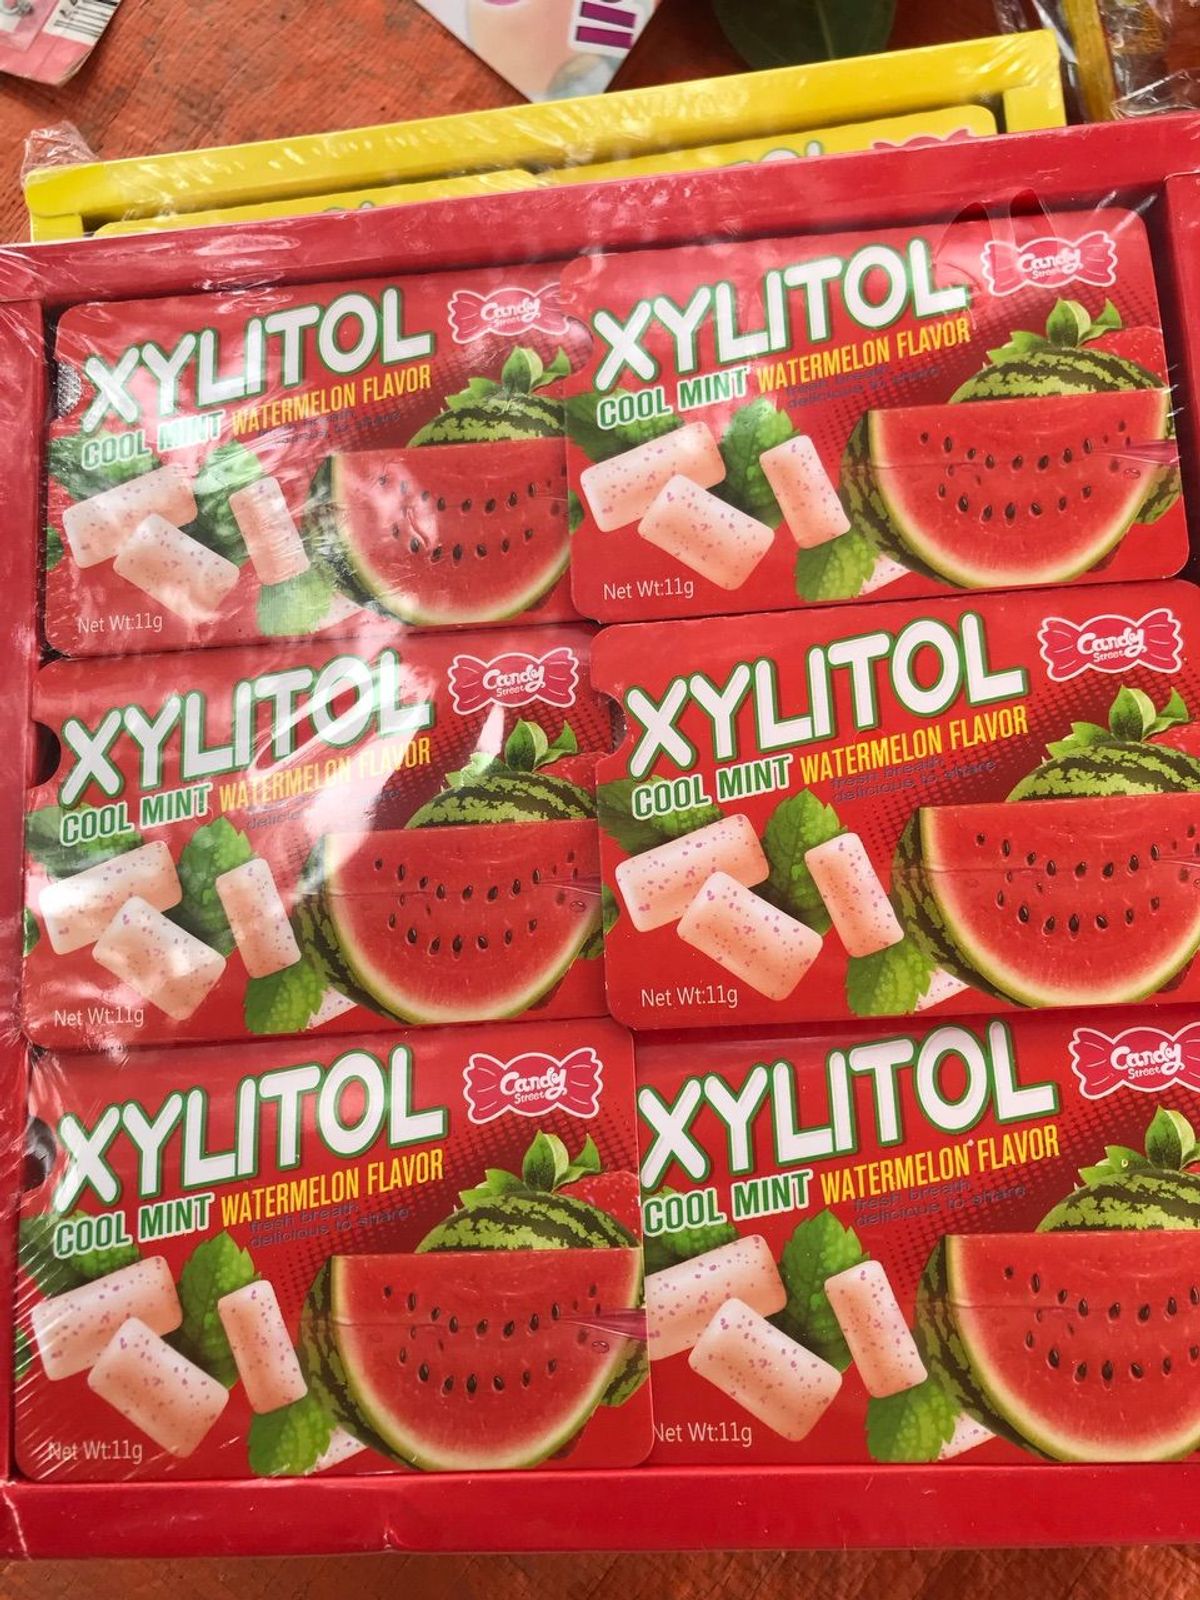 XYLITOL
Candy
Street
COOL MINT WATERMELON FLAVOR
Net Wt:11g
XYLITOL
Candy
Street
COOL MINT WATERMELON FLAVOR
fresh breath
delicious to share
Net Wt:11g
XYLITOL
Candy
Street
COOL MINT WATERMELON FLAVOR
Net Wt:11g
XYLITOL
Candy
Street
COOL MINT WATERMELON FLAVOR
fresh breath
delicious to share
Net Wt:11g
XYLITOL
Candy
Street
COOL MINT WATERMELON FLAVOR
fresh breath
delicious to share
Net Wt:11g
XYLITOL
Candy
Street
COOL MINT WATERMELON FLAVOR
fresh breath
delicious to share
Net Wt:11g